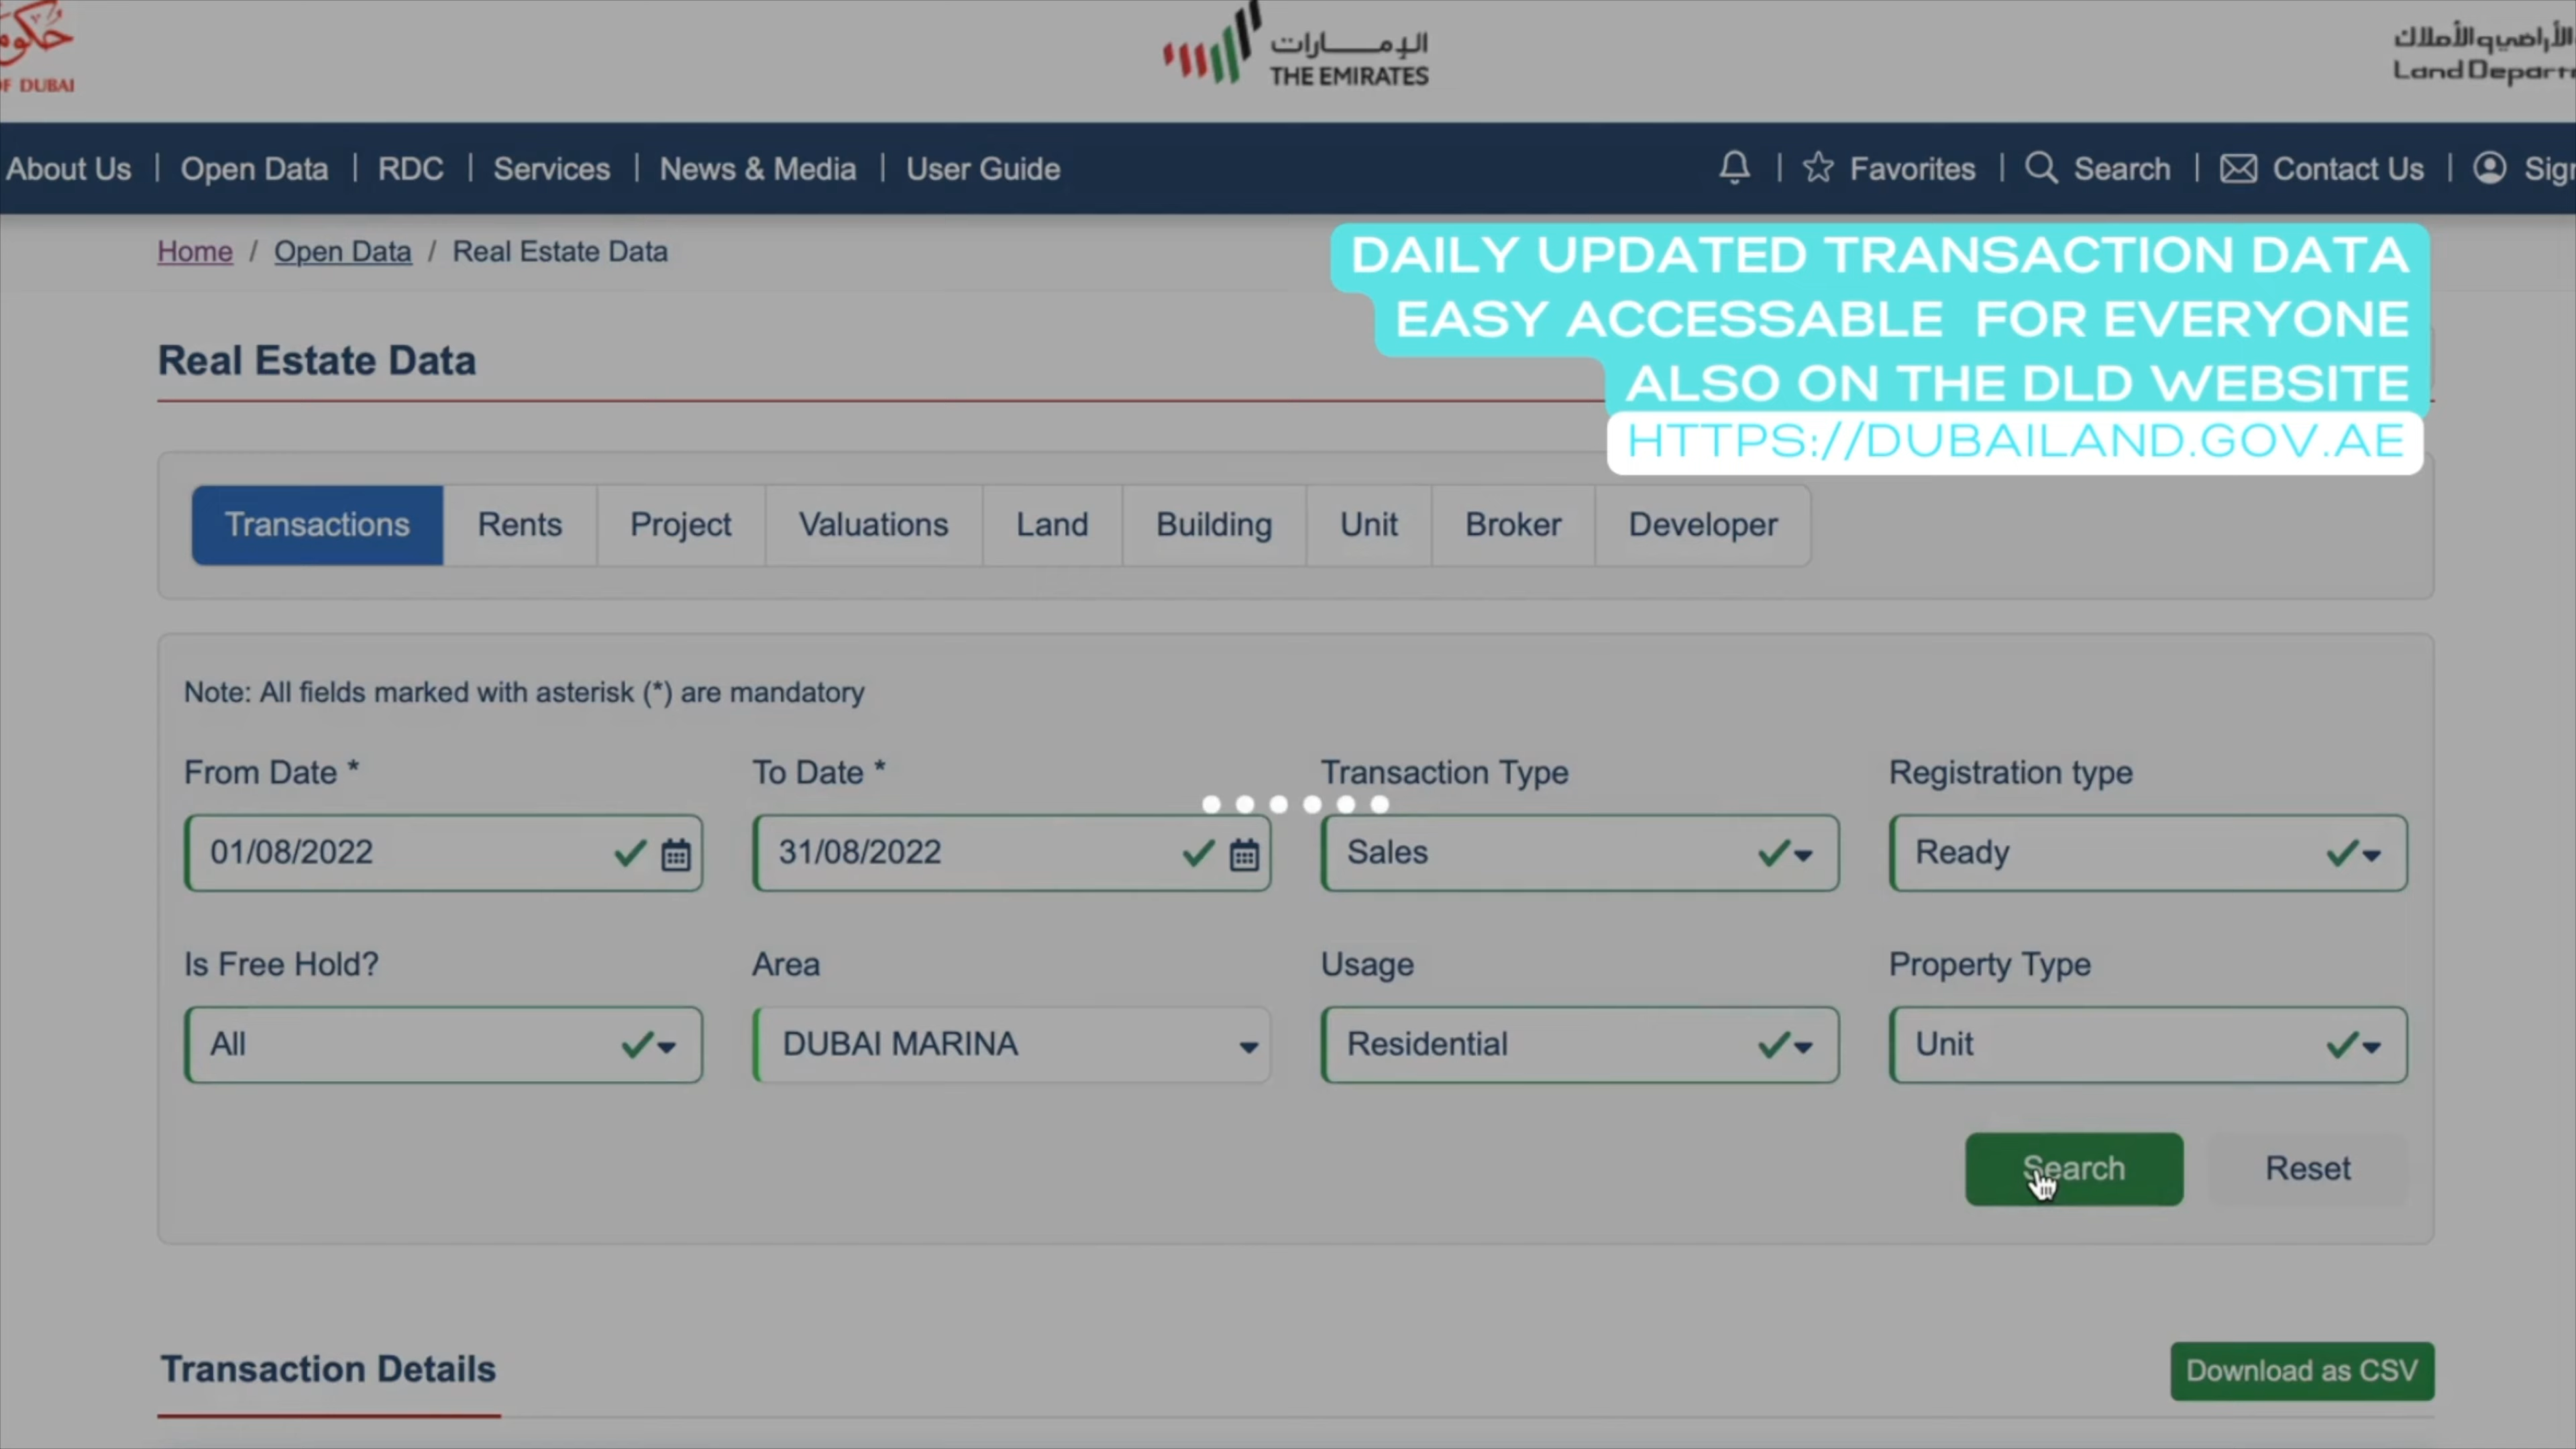 OF DUBAI
الإمارات
THE EMIRATES
الأراضي والأملاك
Land
About Us | Open Data | RDC | Services | News & Media | User Guide
Favorites | Search | Contact Us
Home / Open Data / Real Estate Data
DAILY UPDATED TRANSACTION DATA
EASY ACCESSABLE FOR EVERYONE
ALSO ON THE DLD WEBSITE
HTTPS://DUBAILAND.GOV.AE
Real Estate Data
Transactions Rents Project Valuations Land Building Unit Broker Developer
Note: All fields marked with asterisk (*) are mandatory
From Date * To Date * Transaction Type Registration type
01/08/2022 31/08/2022 Sales Ready
Is Free Hold? Area Usage Property Type
All DUBAI MARINA Residential Unit
Search Reset
Transaction Details Download as CSV